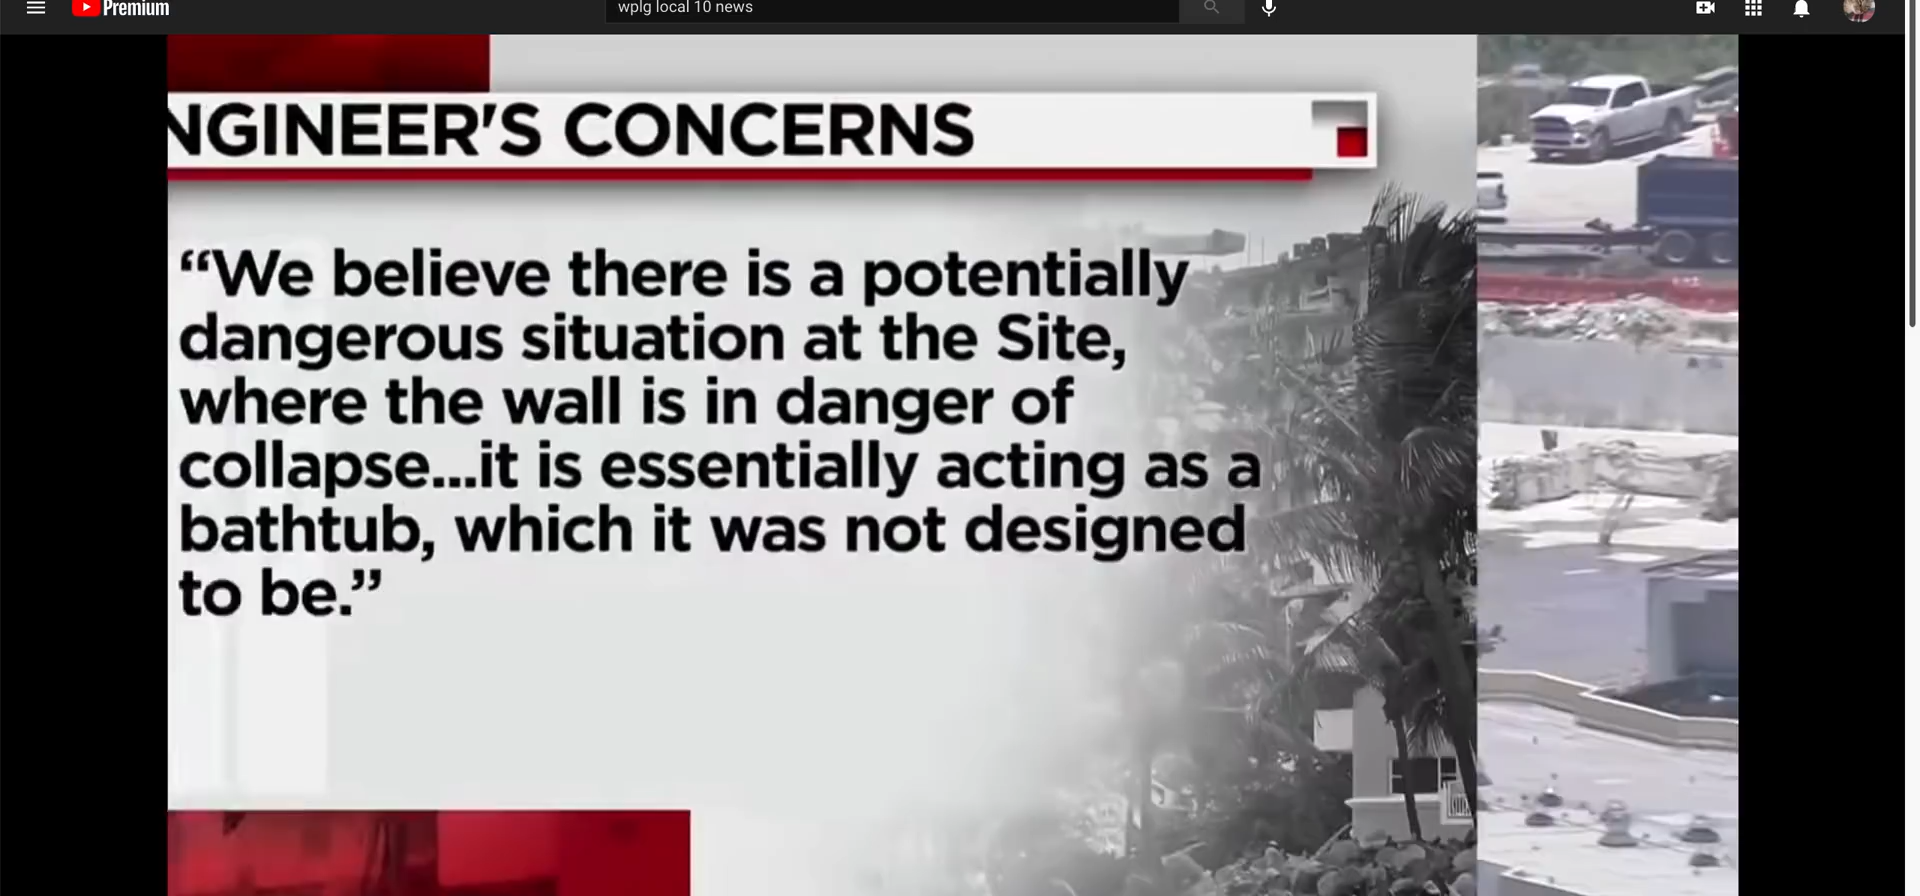 Premium
wplg local 10 news
NGINEER'S CONCERNS
“We believe there is a potentially
dangerous situation at the Site,
where the wall is in danger of
collapse...it is essentially acting as a
bathtub, which it was not designed
to be.”